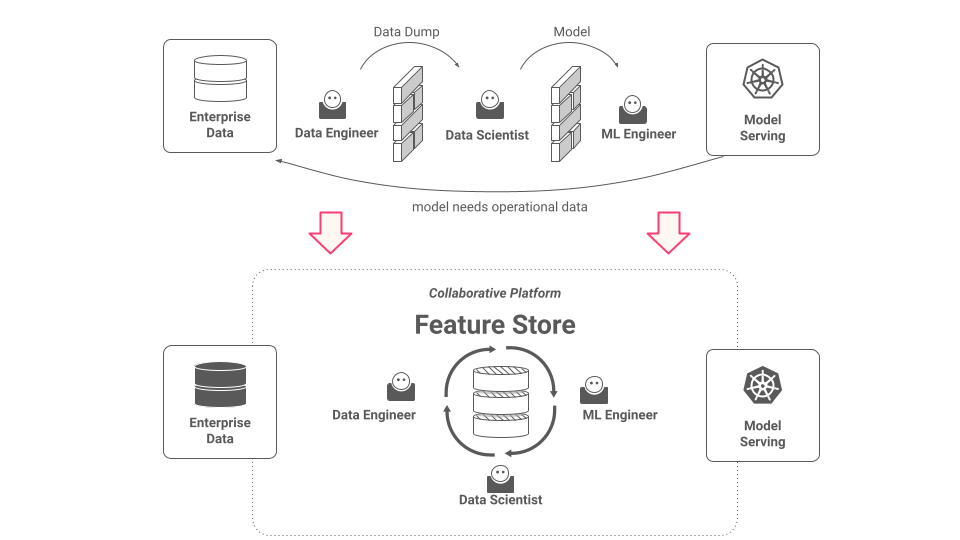 Data Dump
Model
Enterprise
Data
Data Engineer
Data Scientist
ML Engineer
Model
Serving
model needs operational data
Collaborative Platform
Feature Store
Enterprise
Data
Data Engineer
ML Engineer
Model
Serving
Data Scientist